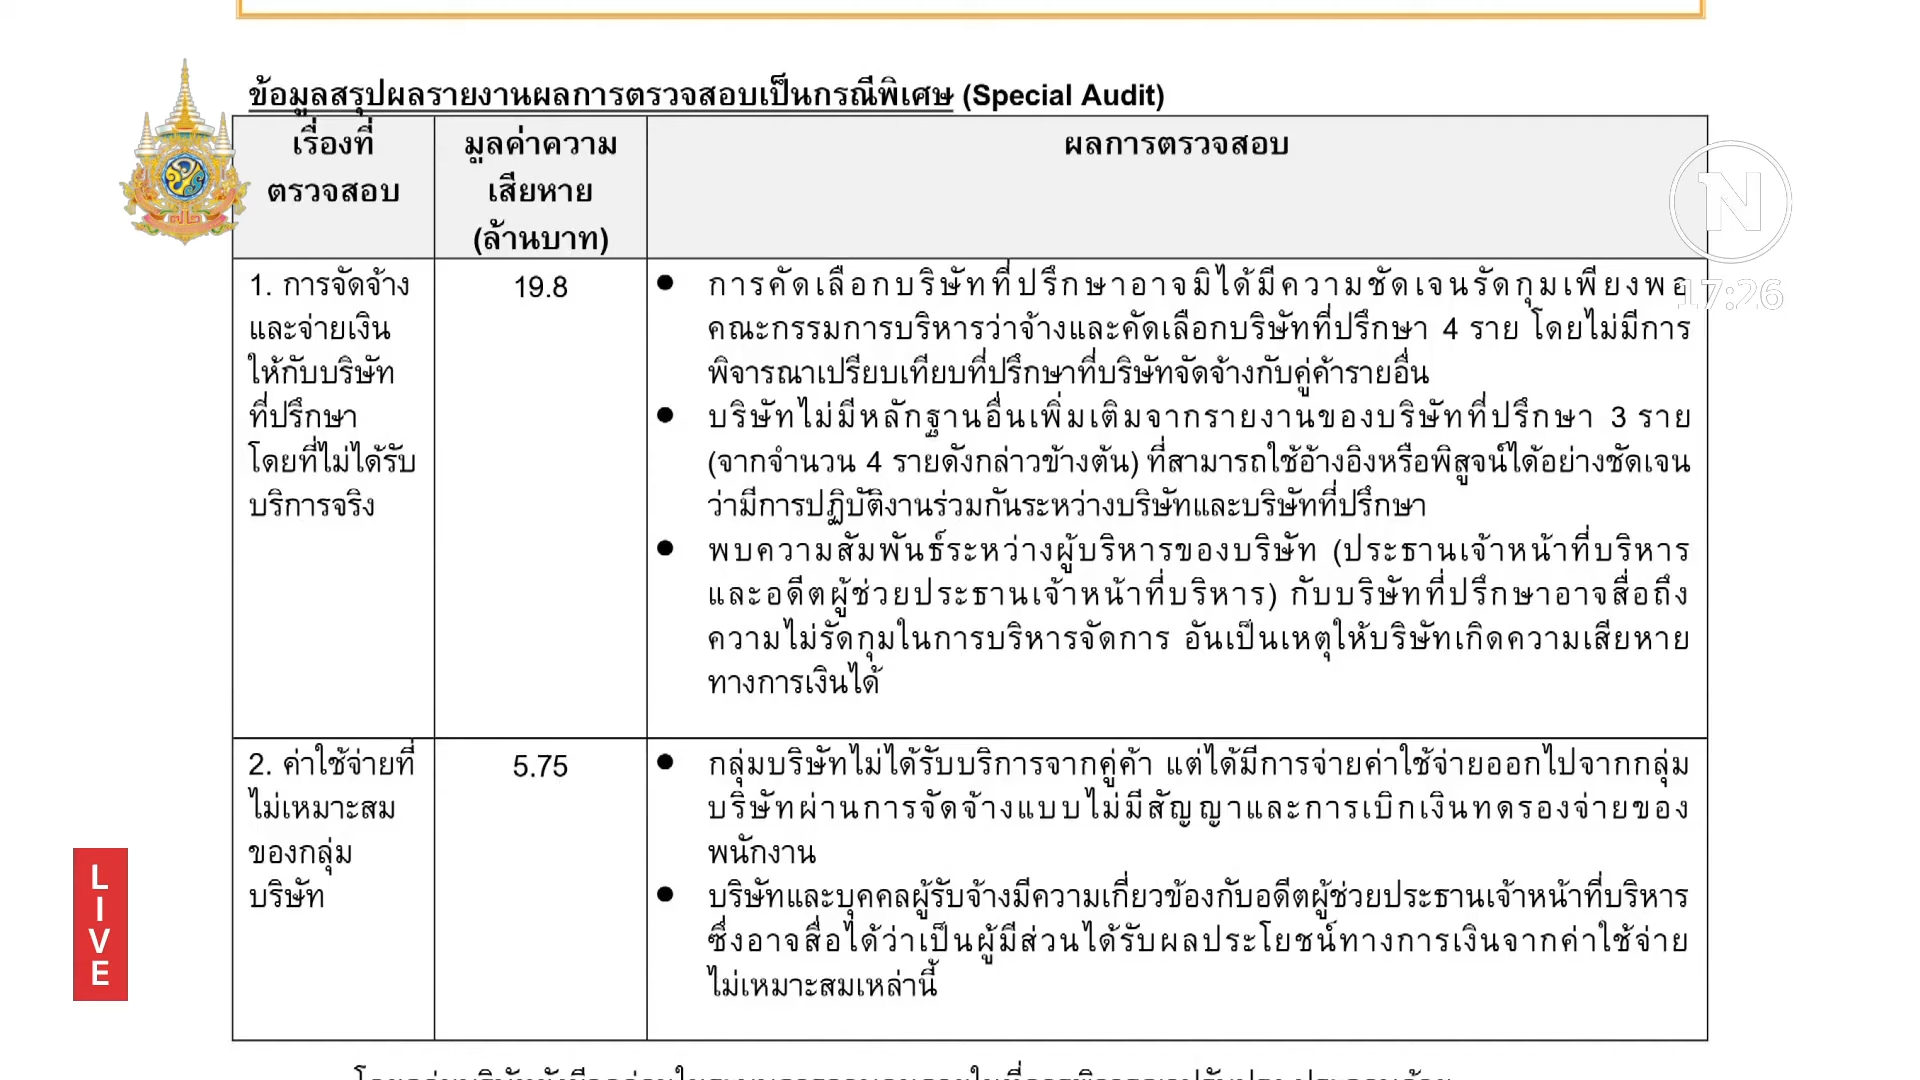 ข้อมูลสรุปผลรายงานผลการตรวจสอบเป็นกรณีพิเศษ (Special Audit)
เรื่องที่
ตรวจสอบ
มูลค่าความ
เสียหาย
(ล้านบาท)
ผลการตรวจสอบ
N
17:26
1. การจัดจ้าง
และจ่ายเงิน
ให้กับบริษัท
ที่ปรึกษา
โดยที่ไม่ได้รับ
บริการจริง
19.8
● การคัดเลือกบริษัทที่ปรึกษาอาจมิได้มีความชัดเจนรัดกุมเพียงพอ
คณะกรรมการบริหารว่าจ้างและคัดเลือกบริษัทที่ปรึกษา 4 ราย โดยไม่มีการ
พิจารณาเปรียบเทียบที่ปรึกษาที่บริษัทจัดจ้างกับคู่ค้ารายอื่น
● บริษัทไม่มีหลักฐานอื่นเพิ่มเติมจากรายงานของบริษัทที่ปรึกษา 3 ราย
(จากจำนวน 4 รายดังกล่าวข้างต้น) ที่สามารถใช้อ้างอิงหรือพิสูจน์ได้อย่างชัดเจน
ว่ามีการปฏิบัติงานร่วมกันระหว่างบริษัทและบริษัทที่ปรึกษา
● พบความสัมพันธ์ระหว่างผู้บริหารของบริษัท (ประธานเจ้าหน้าที่บริหาร
และอดีตผู้ช่วยประธานเจ้าหน้าที่บริหาร) กับบริษัทที่ปรึกษาอาจสื่อถึง
ความไม่รัดกุมในการบริหารจัดการ อันเป็นเหตุให้บริษัทเกิดความเสียหาย
ทางการเงินได้
2. ค่าใช้จ่ายที่
ไม่เหมาะสม
ของกลุ่ม
บริษัท
5.75
● กลุ่มบริษัทไม่ได้รับบริการจากคู่ค้า แต่ได้มีการจ่ายค่าใช้จ่ายออกไปจากกลุ่ม
บริษัทผ่านการจัดจ้างแบบไม่มีสัญญาและการเบิกเงินทดรองจ่ายของ
พนักงาน
● บริษัทและบุคคลผู้รับจ้างมีความเกี่ยวข้องกับอดีตผู้ช่วยประธานเจ้าหน้าที่บริหาร
ซึ่งอาจสื่อได้ว่าเป็นผู้มีส่วนได้รับผลประโยชน์ทางการเงินจากค่าใช้จ่าย
ไม่เหมาะสมเหล่านี้
LIVE